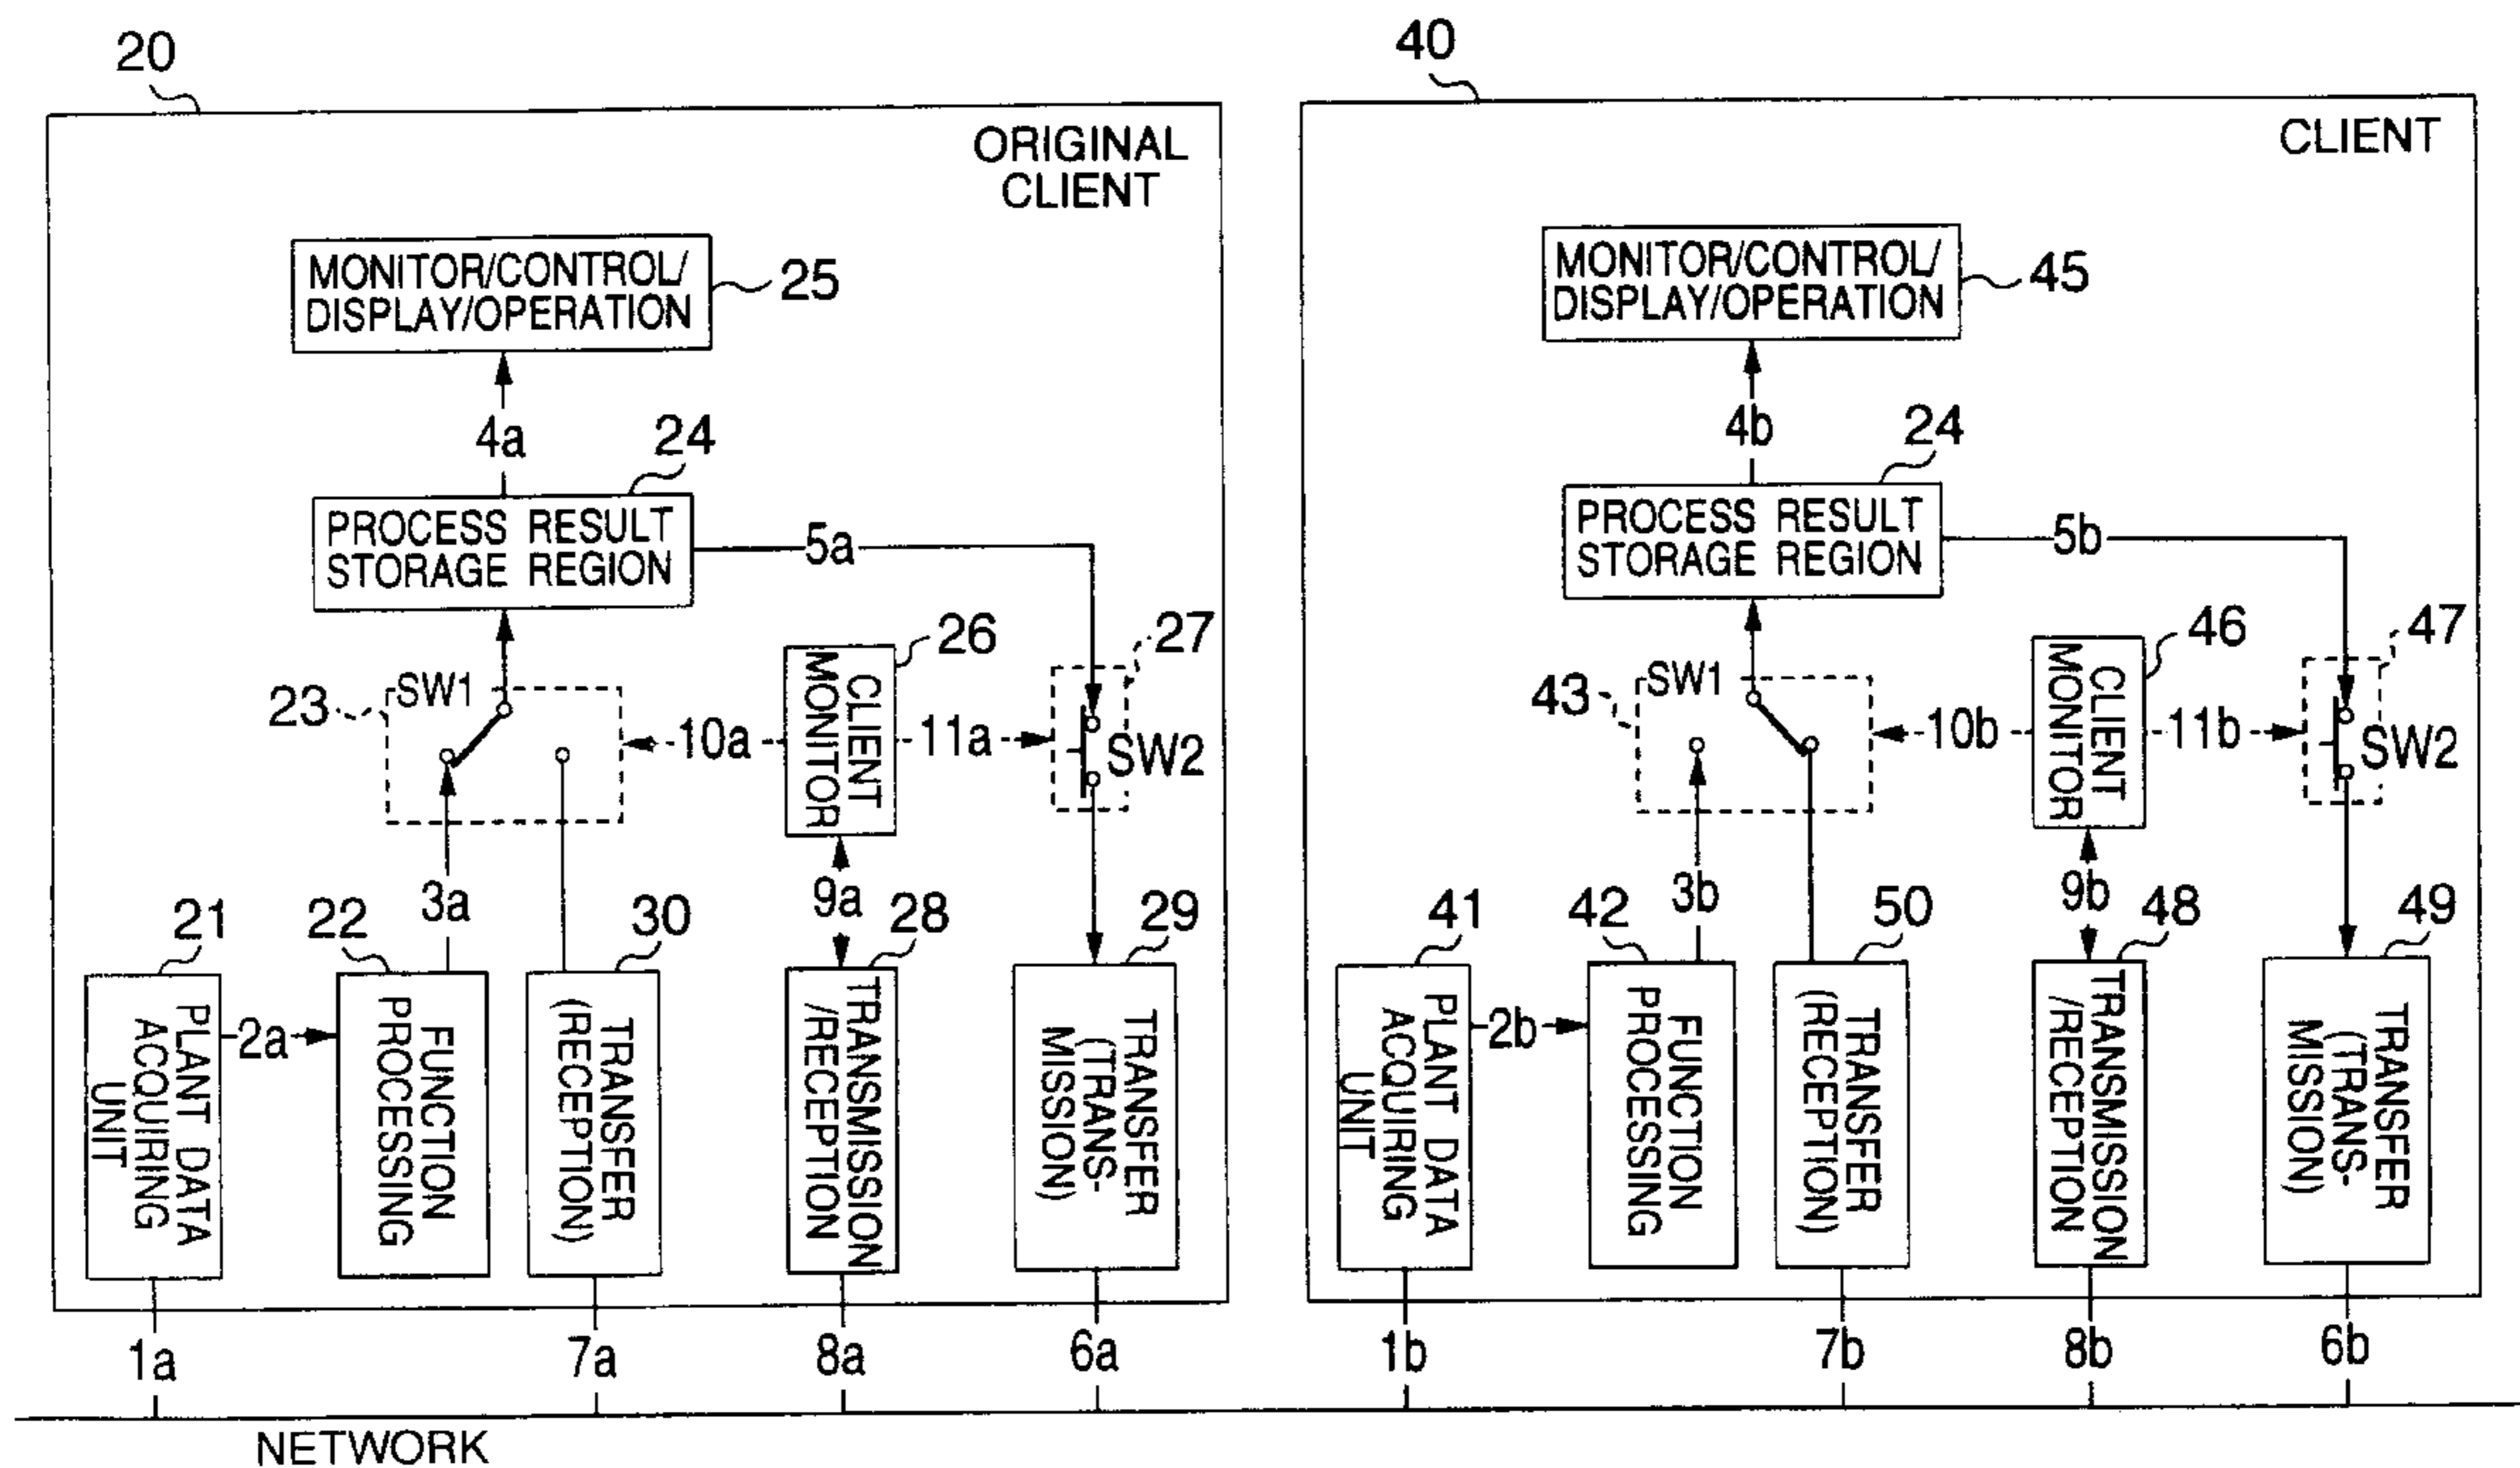 20
ORIGINAL
CLIENT
MONITOR/CONTROL/
DISPLAY/OPERATION
25
4a
24
PROCESS RESULT
STORAGE REGION
5a
26
27
CLIENT
MONITOR
23
SW1
10a
11a
SW2
3a
9a
21
22
30
28
29
PLANT DATA
ACQUIRING
UNIT
2a
FUNCTION
PROCESSING
TRANSFER
(RECEPTION)
TRANSMISSION
/RECEPTION
TRANSFER
(TRANS-
MISSION)
1a
7a
8a
6a
40
CLIENT
MONITOR/CONTROL/
DISPLAY/OPERATION
45
4b
24
PROCESS RESULT
STORAGE REGION
5b
46
47
CLIENT
MONITOR
43
SW1
10b
11b
SW2
3b
9b
41
42
50
48
49
PLANT DATA
ACQUIRING
UNIT
2b
FUNCTION
PROCESSING
TRANSFER
(RECEPTION)
TRANSMISSION
/RECEPTION
TRANSFER
(TRANS-
MISSION)
1b
7b
8b
6b
NETWORK